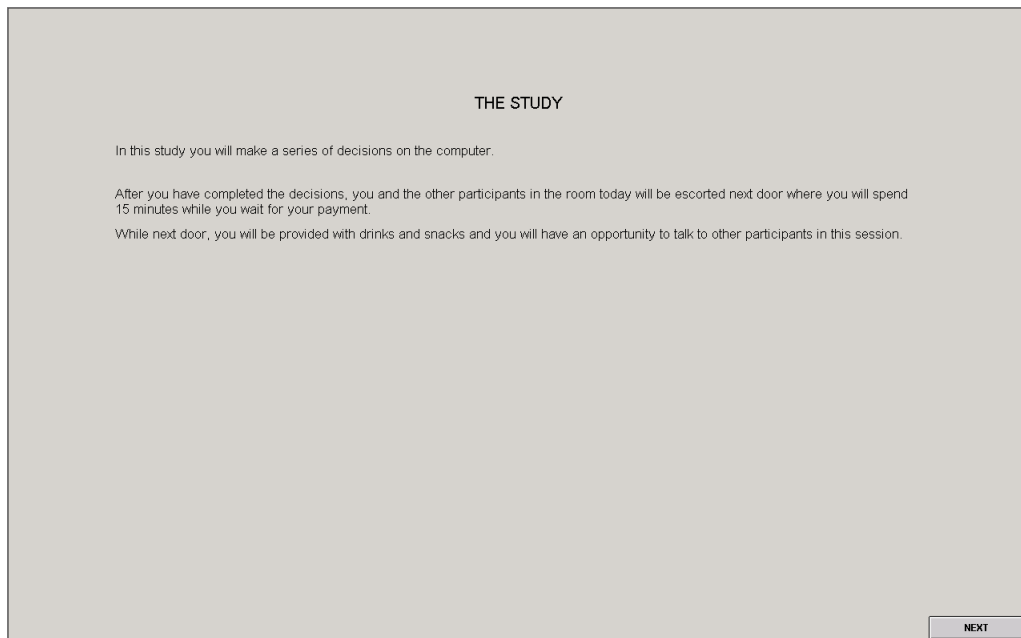 THE STUDY
In this study you will make a series of decisions on the computer.
After you have completed the decisions, you and the other participants in the room today will be escorted next door where you will spend
15 minutes while you wait for your payment.
While next door, you will be provided with drinks and snacks and you will have an opportunity to talk to other participants in this session.
NEXT